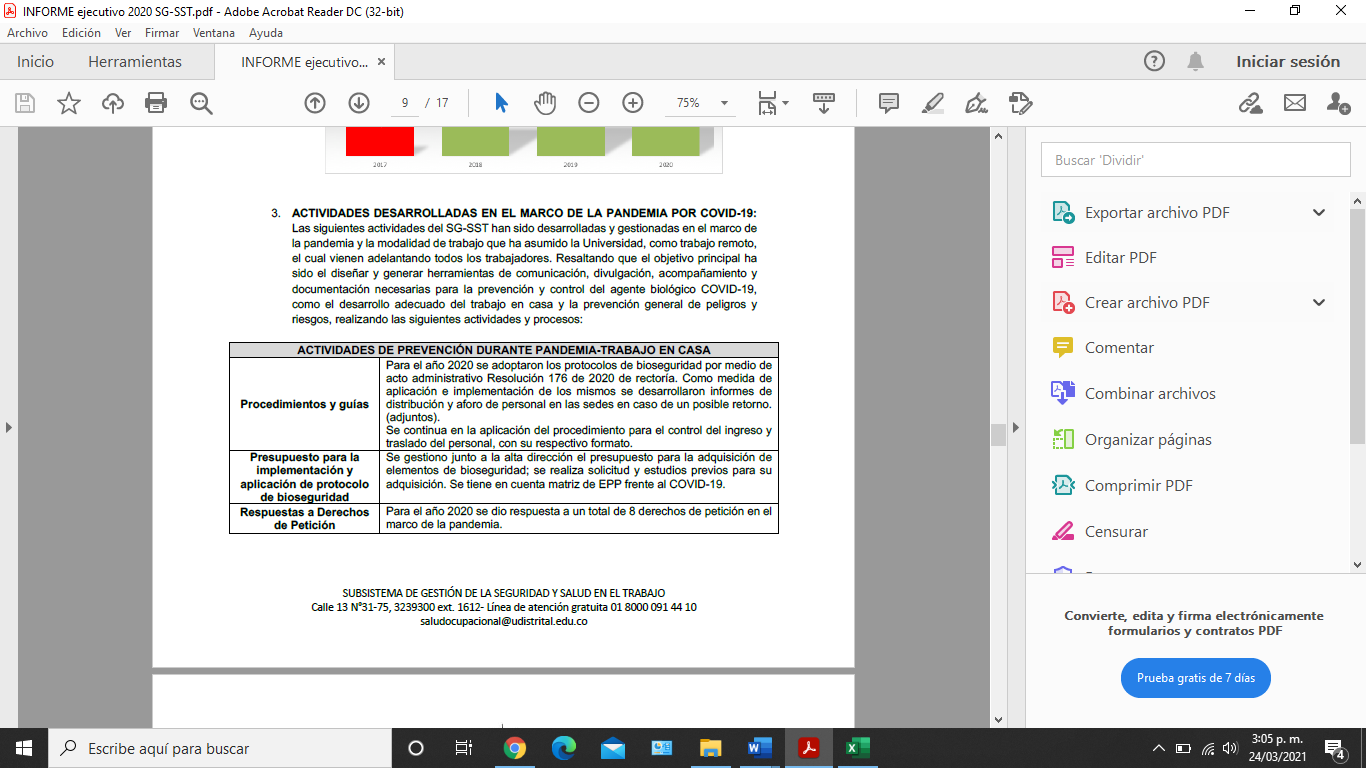 INFORME ejecutivo 2020 SG-SST.pdf - Adobe Acrobat Reader DC (32-bit)
Archivo Edición Ver Firmar Ventana Ayuda
Inicio Herramientas INFORME ejecutivo... × Iniciar sesión
9 / 17 75%
2017 2018 2019 2020
3. ACTIVIDADES DESARROLLADAS EN EL MARCO DE LA PANDEMIA POR COVID-19:
Las siguientes actividades del SG-SST han sido desarrolladas y gestionadas en el marco de
la pandemia y la modalidad de trabajo que ha asumido la Universidad, como trabajo remoto,
el cual vienen adelantando todos los trabajadores. Resaltando que el objetivo principal ha
sido el diseñar y generar herramientas de comunicación, divulgación, acompañamiento y
documentación necesarias para la prevención y control del agente biológico COVID-19,
como el desarrollo adecuado del trabajo en casa y la prevención general de peligros y
riesgos, realizando las siguientes actividades y procesos:
ACTIVIDADES DE PREVENCIÓN DURANTE PANDEMIA-TRABAJO EN CASA
Procedimientos y guías
Para el año 2020 se adoptaron los protocolos de bioseguridad por medio de
acto administrativo Resolución 176 de 2020 de rectoría. Como medida de
aplicación e implementación de los mismos se desarrollaron informes de
distribución y aforo de personal en las sedes en caso de un posible retorno.
(adjuntos).
Se continua en la aplicación del procedimiento para el control del ingreso y
traslado del personal, con su respectivo formato.
Presupuesto para la
implementación y
aplicación de protocolo
de bioseguridad
Se gestiono junto a la alta dirección el presupuesto para la adquisición de
elementos de bioseguridad; se realiza solicitud y estudios previos para su
adquisición. Se tiene en cuenta matriz de EPP frente al COVID-19.
Respuestas a Derechos
de Petición
Para el año 2020 se dio respuesta a un total de 8 derechos de petición en el
marco de la pandemia.
SUBSISTEMA DE GESTIÓN DE LA SEGURIDAD Y SALUD EN EL TRABAJO
Calle 13 N°31-75, 3239300 ext. 1612- Línea de atención gratuita 01 8000 091 44 10
saludocupacional@udistrital.edu.co
Buscar 'Dividir'
Exportar archivo PDF
Editar PDF
Crear archivo PDF
Comentar
Combinar archivos
Organizar páginas
Comprimir PDF
Censurar
Convierte, edita y firma electrónicamente
formularios y contratos PDF
Prueba gratis de 7 días
Escribe aquí para buscar
3:05 p. m.
24/03/2021
4